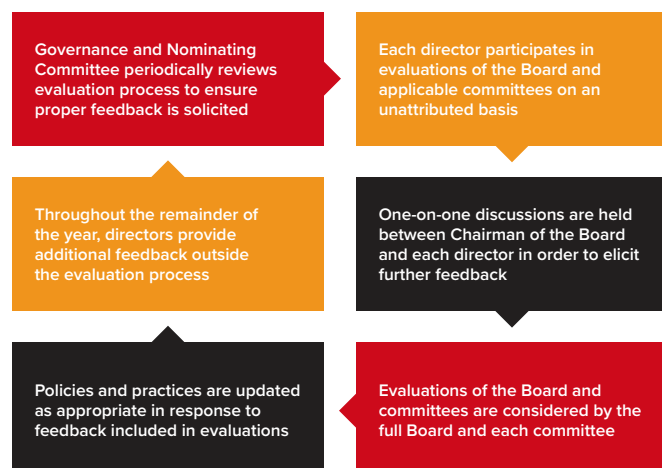 Governance and Nominating
Committee periodically reviews
evaluation process to ensure
proper feedback is solicited
Each director participates in
evaluations of the Board and
applicable committees on an
unattributed basis
One-on-one discussions are held
between Chairman of the Board
and each director in order to elicit
further feedback
Evaluations of the Board and
committees are considered by the
full Board and each committee
Policies and practices are updated
as appropriate in response to
feedback included in evaluations
Throughout the remainder of
the year, directors provide
additional feedback outside
the evaluation process